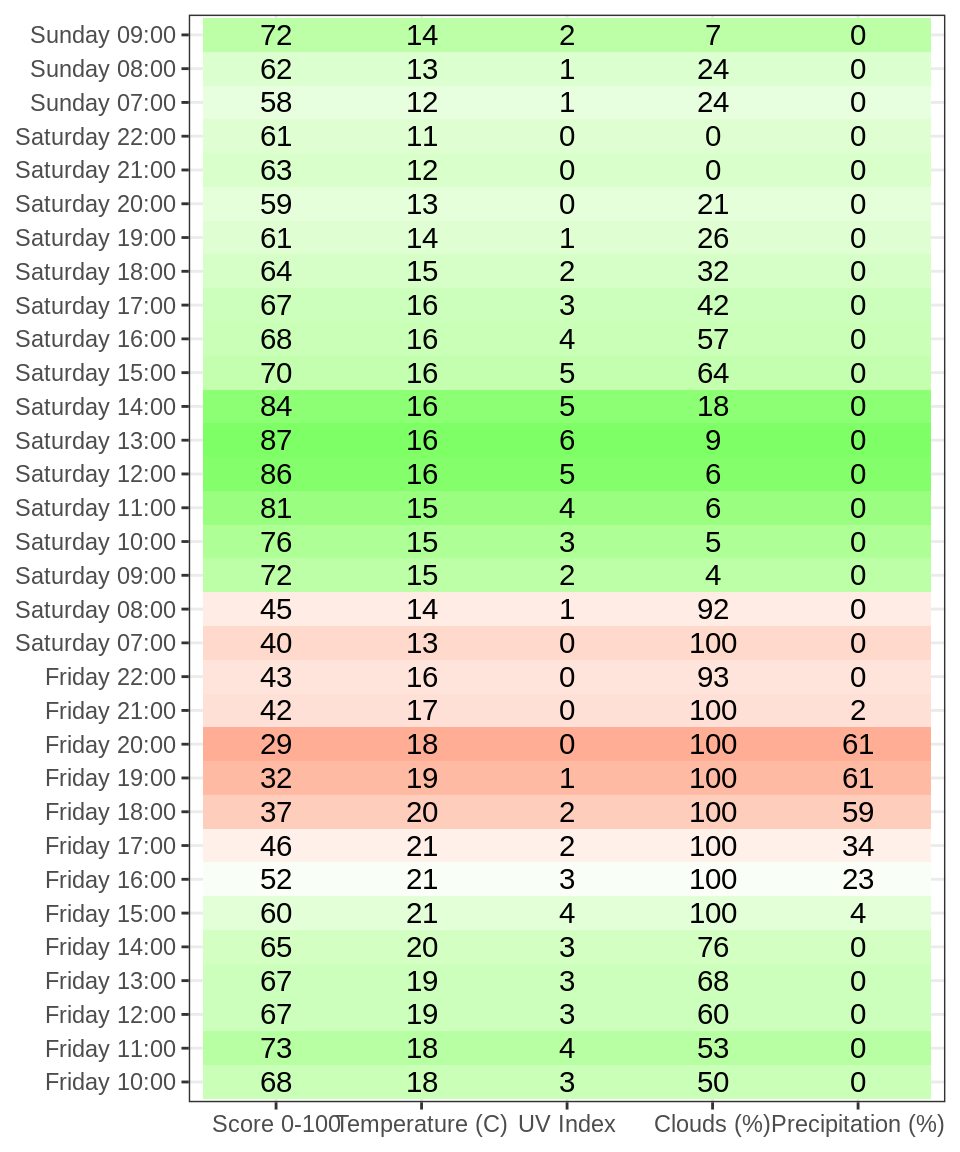 Sunday 09:00 72 14 2 7 0
Sunday 08:00 62 13 1 24 0
Sunday 07:00 58 12 1 24 0
Saturday 22:00 61 11 0 0 0
Saturday 21:00 63 12 0 0 0
Saturday 20:00 59 13 0 21 0
Saturday 19:00 61 14 1 26 0
Saturday 18:00 64 15 2 32 0
Saturday 17:00 67 16 3 42 0
Saturday 16:00 68 16 4 57 0
Saturday 15:00 70 16 5 64 0
Saturday 14:00 84 16 5 18 0
Saturday 13:00 87 16 6 9 0
Saturday 12:00 86 16 5 6 0
Saturday 11:00 81 15 4 6 0
Saturday 10:00 76 15 3 5 0
Saturday 09:00 72 15 2 4 0
Saturday 08:00 45 14 1 92 0
Saturday 07:00 40 13 0 100 0
Friday 22:00 43 16 0 93 0
Friday 21:00 42 17 0 100 2
Friday 20:00 29 18 0 100 61
Friday 19:00 32 19 1 100 61
Friday 18:00 37 20 2 100 59
Friday 17:00 46 21 2 100 34
Friday 16:00 52 21 3 100 23
Friday 15:00 60 21 4 100 4
Friday 14:00 65 20 3 76 0
Friday 13:00 67 19 3 68 0
Friday 12:00 67 19 3 60 0
Friday 11:00 73 18 4 53 0
Friday 10:00 68 18 3 50 0
Score 0-100 Temperature (C) UV Index Clouds (%) Precipitation (%)